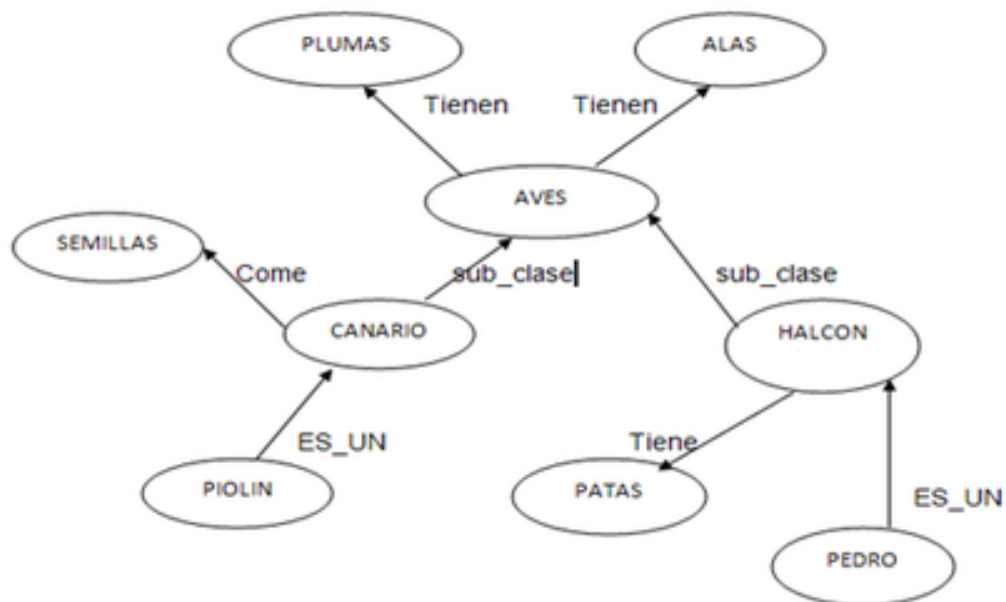 PLUMAS
ALAS
Tienen
Tienen
AVES
SEMILLAS
Come
sub_clase
sub_clase
CANARIO
HALCON
ES_UN
Tiene
PIOLIN
PATAS
ES_UN
PEDRO